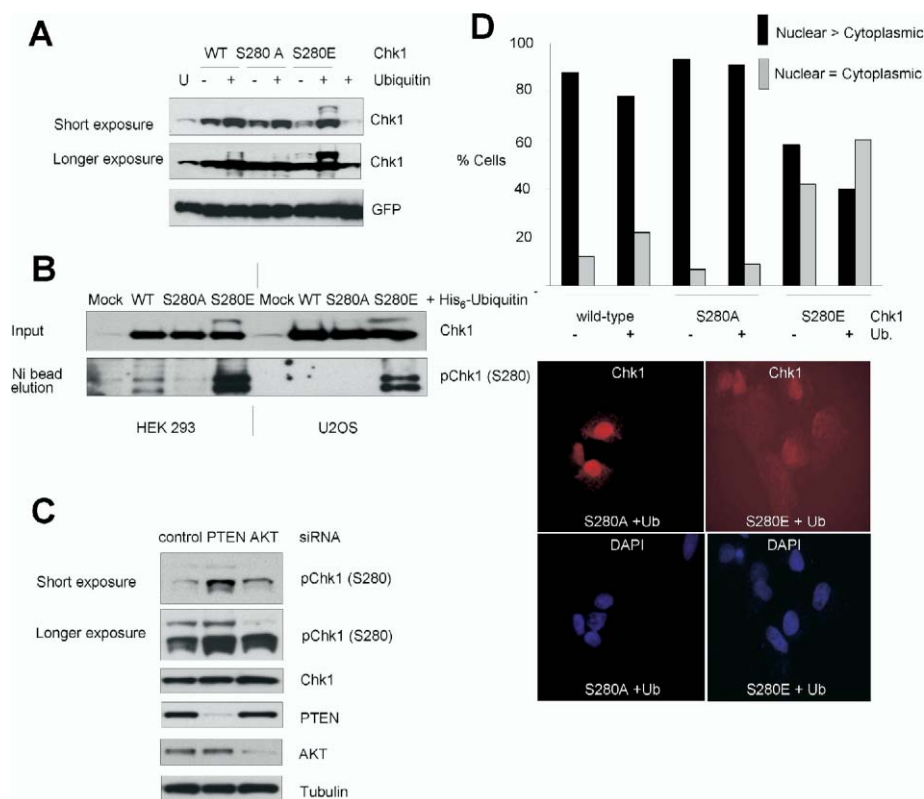 A
WT S280 A S280E Chk1
U - + - + - + + Ubiquitin
Short exposure Chk1
Longer exposure Chk1
GFP
B
Mock WT S280A S280E Mock WT S280A S280E + His6-Ubiquitin
Input Chk1
Ni bead
elution
pChk1 (S280)
HEK 293 U2OS
C
control PTEN AKT siRNA
Short exposure pChk1 (S280)
Longer exposure pChk1 (S280)
Chk1
PTEN
AKT
Tubulin
D
Nuclear > Cytoplasmic
Nuclear = Cytoplasmic
100
80
60
% Cells
40
20
-
wild-type S280A S280E Chk1
- + - + - + Ub.
Chk1 Chk1
S280A +Ub S280E + Ub
DAPI DAPI
S280A +Ub S280E + Ub